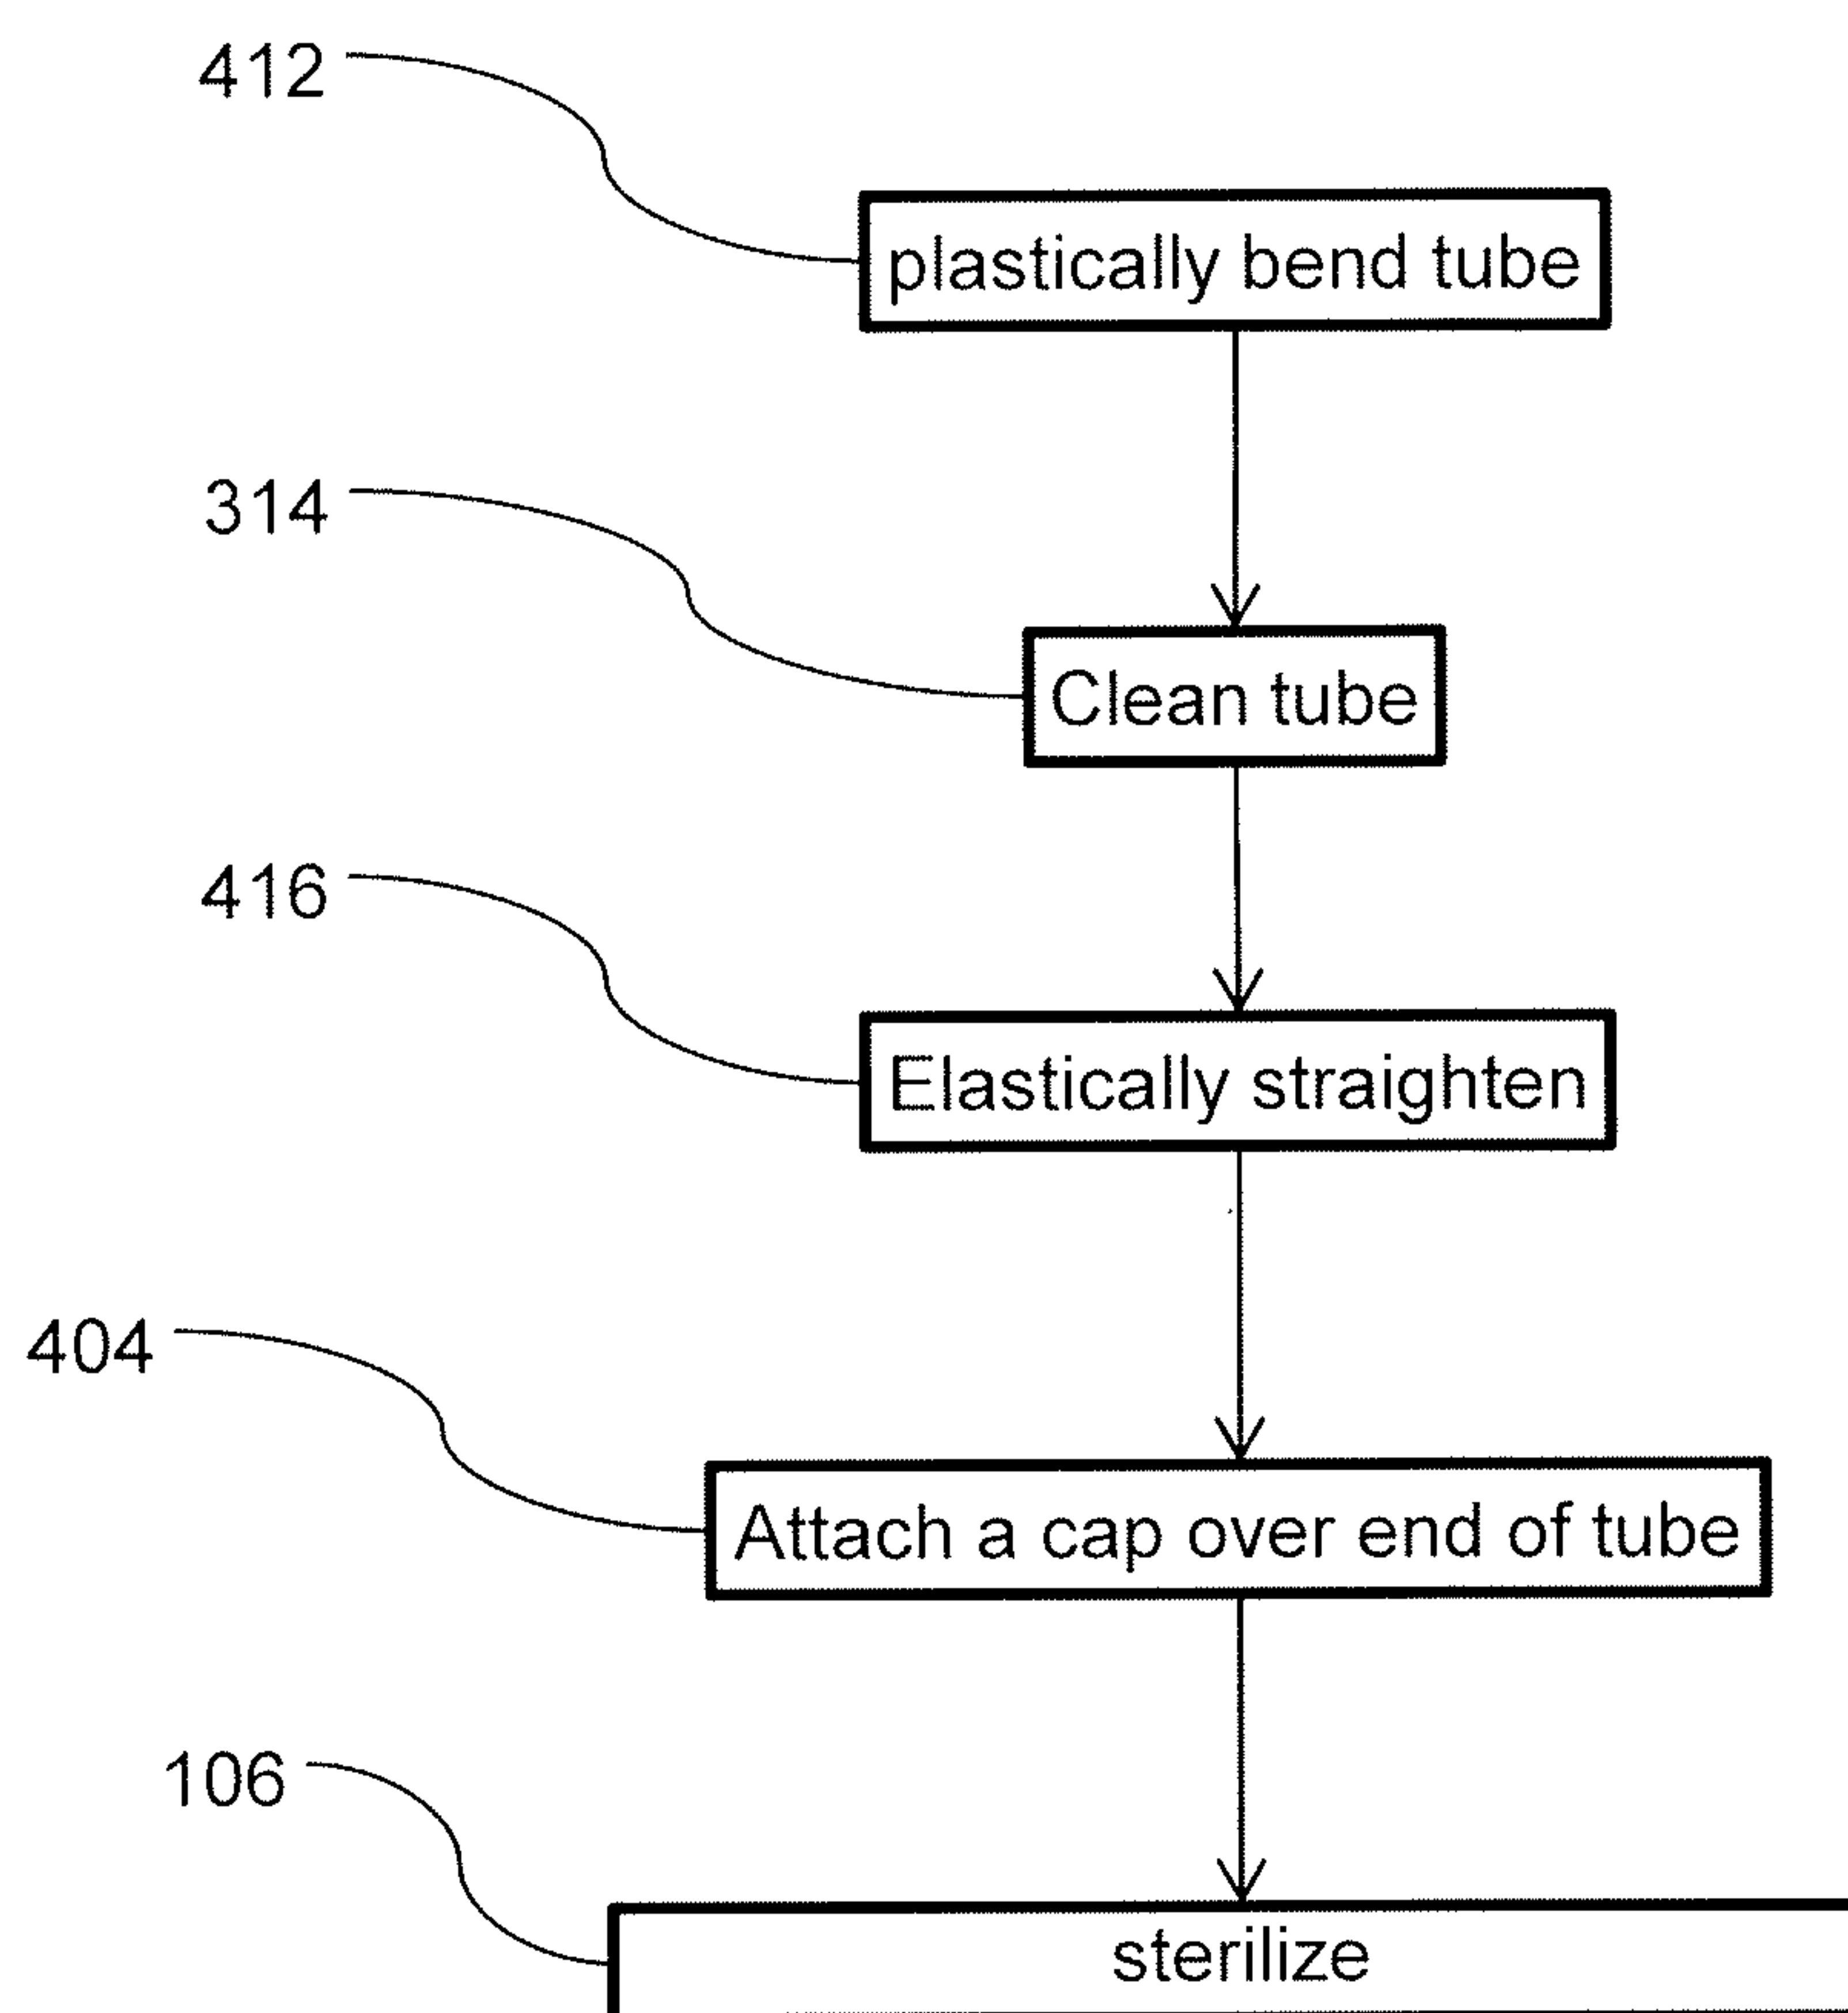 412
plastically bend tube
314
Clean tube
416
Elastically straighten
404
Attach a cap over end of tube
106
sterilize